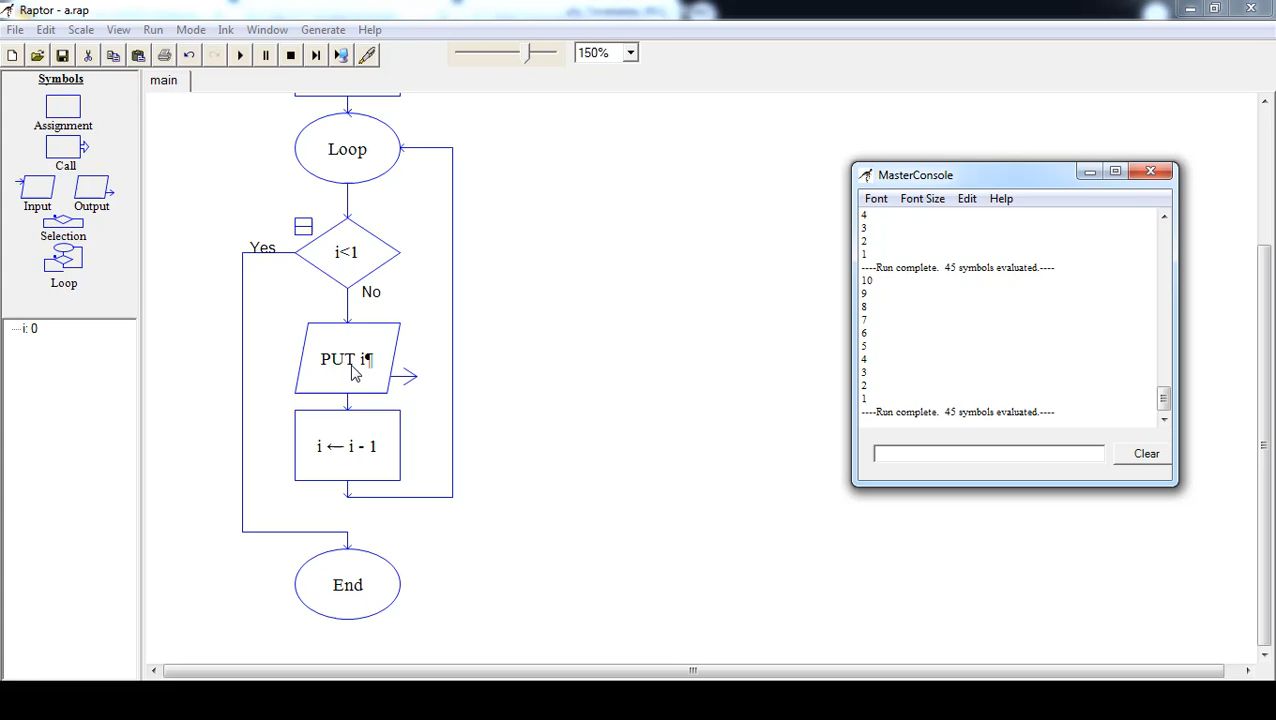 Raptor - a.rap
File Edit Scale View Run Mode Ink Window Generate Help
150%
Symbols
Assignment
Call
Input Output
Selection
Loop
i: 0
main
Loop
Yes
i<1
No
PUT i¶
i ← i - 1
End
MasterConsole
Font Font Size Edit Help
4
3
2
1
----Run complete. 45 symbols evaluated.----
10
9
8
7
6
5
4
3
2
1
----Run complete. 45 symbols evaluated.----
Clear